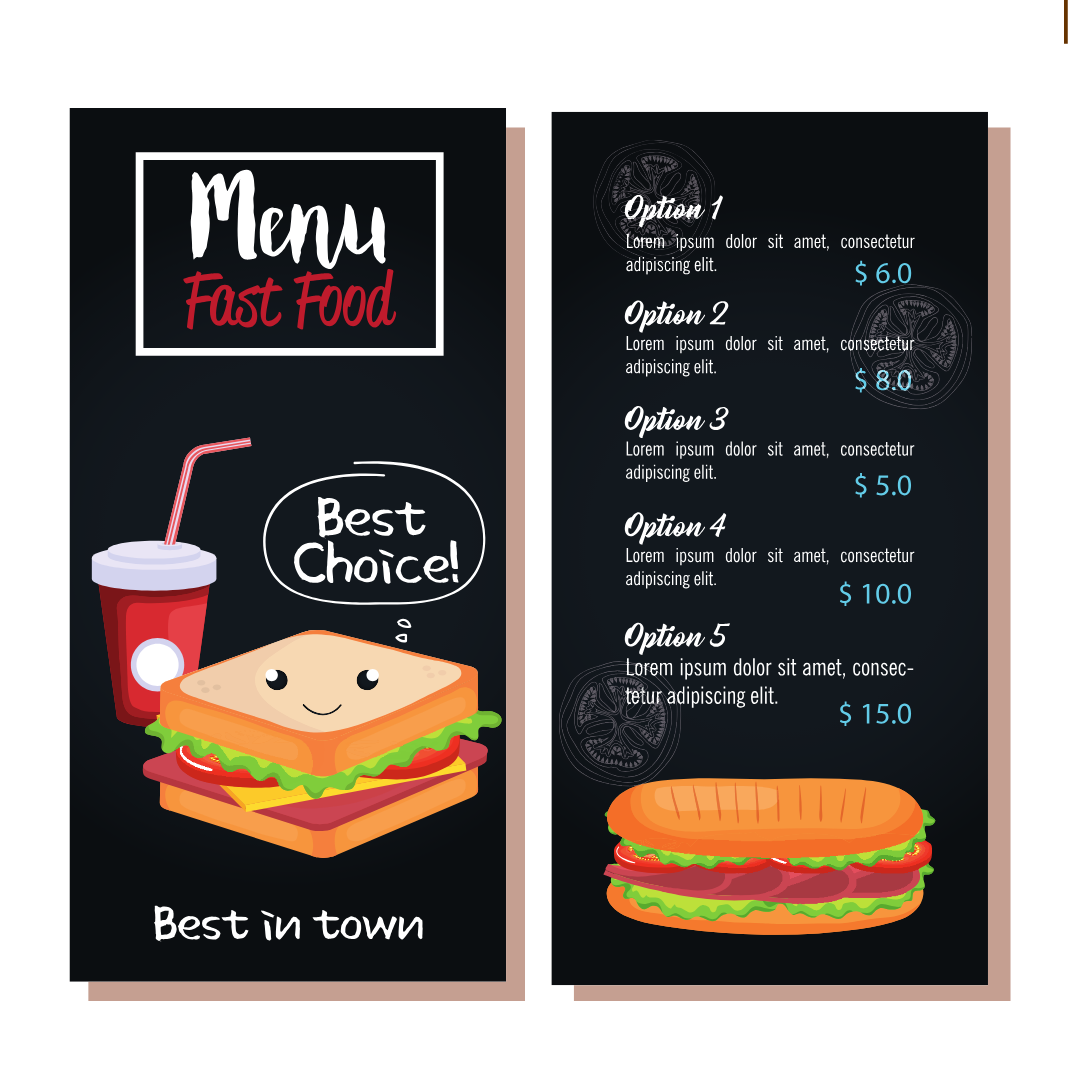 Menu
Fast Food
Best
Choice!
Best in town
Option 1
Lorem ipsum dolor sit amet, consectetur
adipiscing elit.
$ 6.0
Option 2
Lorem ipsum dolor sit amet, consectetur
adipiscing elit.
$ 8.0
Option 3
Lorem ipsum dolor sit amet, consectetur
adipiscing elit.
$ 5.0
Option 4
Lorem ipsum dolor sit amet, consectetur
adipiscing elit.
$ 10.0
Option 5
Lorem ipsum dolor sit amet, consec-
tetur adipiscing elit.
$ 15.0